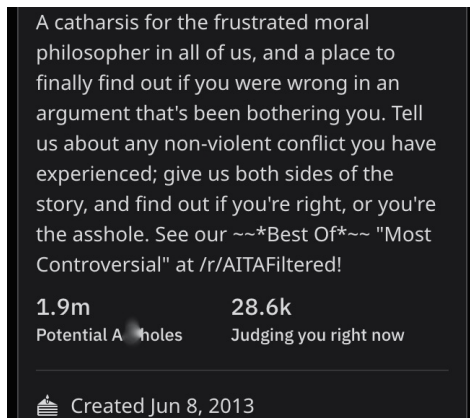 A catharsis for the frustrated moral
philosopher in all of us, and a place to
finally find out if you were wrong in an
argument that's been bothering you. Tell
us about any non-violent conflict you have
experienced; give us both sides of the
story, and find out if you're right, or you're
the asshole. See our ~~*Best Of*~~ "Most
Controversial" at /r/AITAFiltered!
1.9m 28.6k
Potential A holes Judging you right now
Created Jun 8, 2013